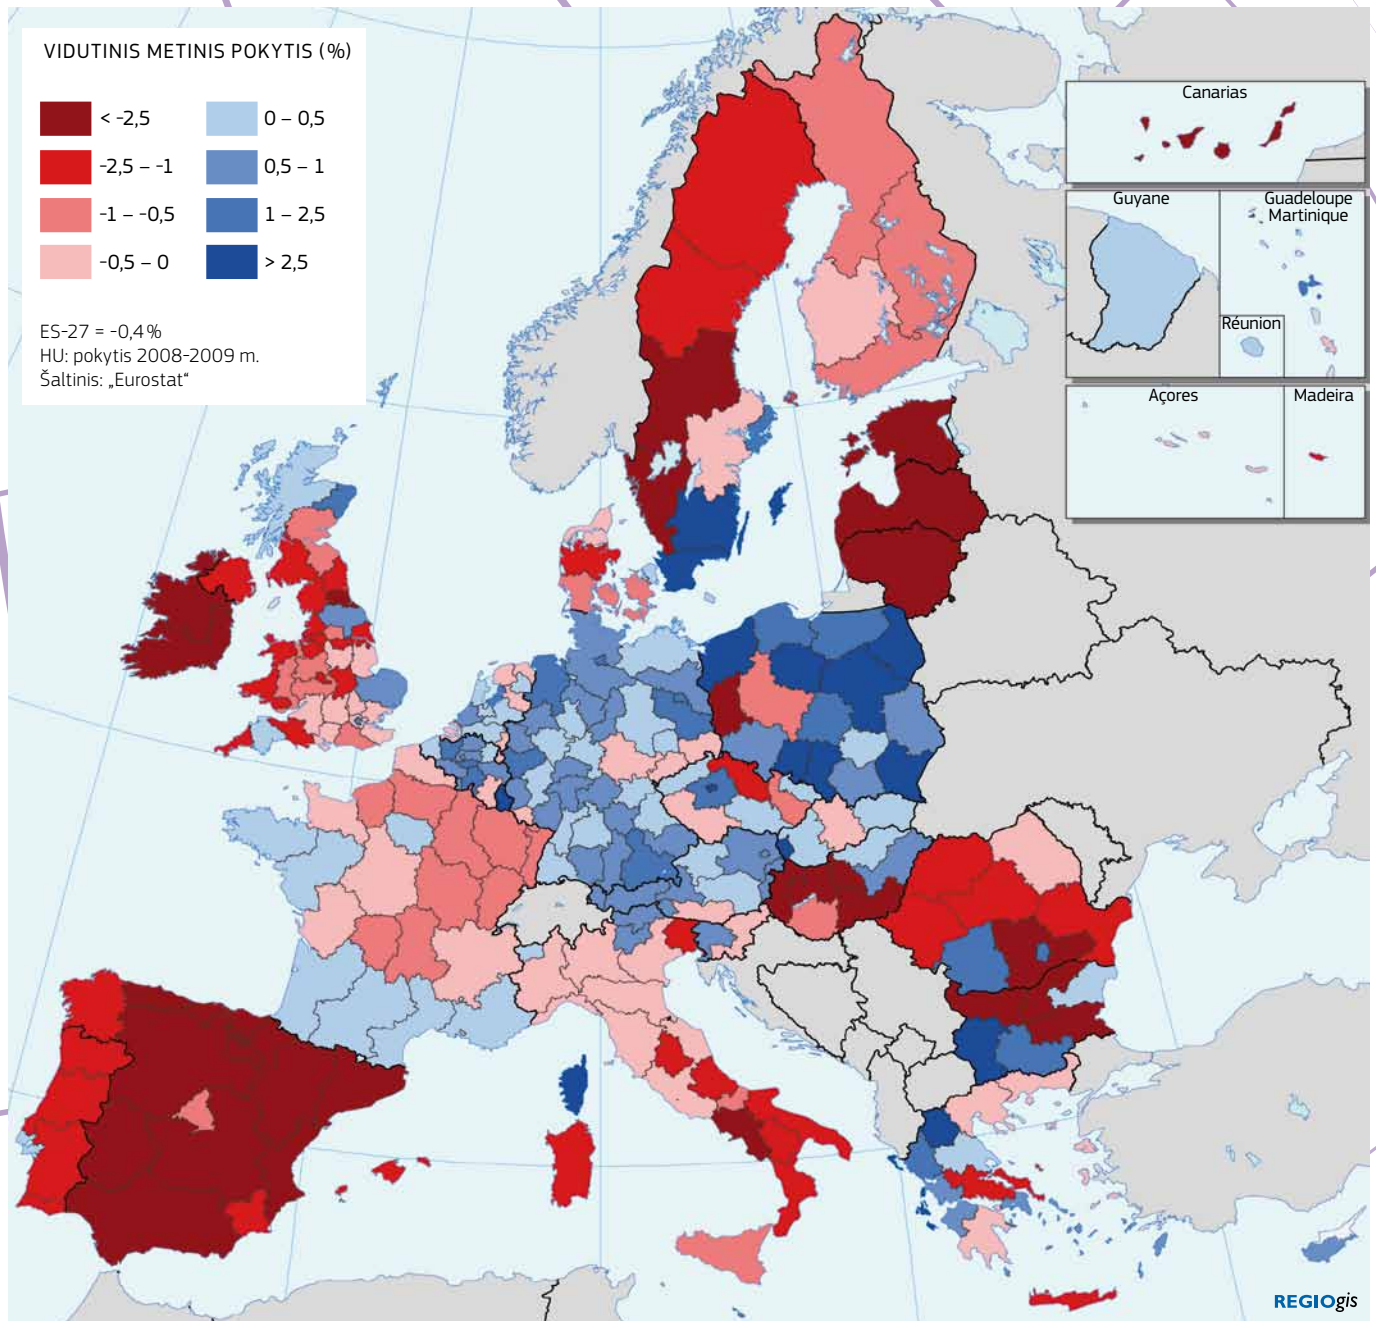 VIDUTINIS METINIS POKYTIS (%)
< -2,5
0 – 0,5
-2,5 – -1
0,5 – 1
-1 – -0,5
1 – 2,5
-0,5 – 0
> 2,5
ES-27 = -0,4 %
HU: pokytis 2008-2009 m.
Šaltinis: „Eurostat“
Canarias
Guyane
Guadeloupe
Martinique
Réunion
Açores
Madeira
REGIOgis